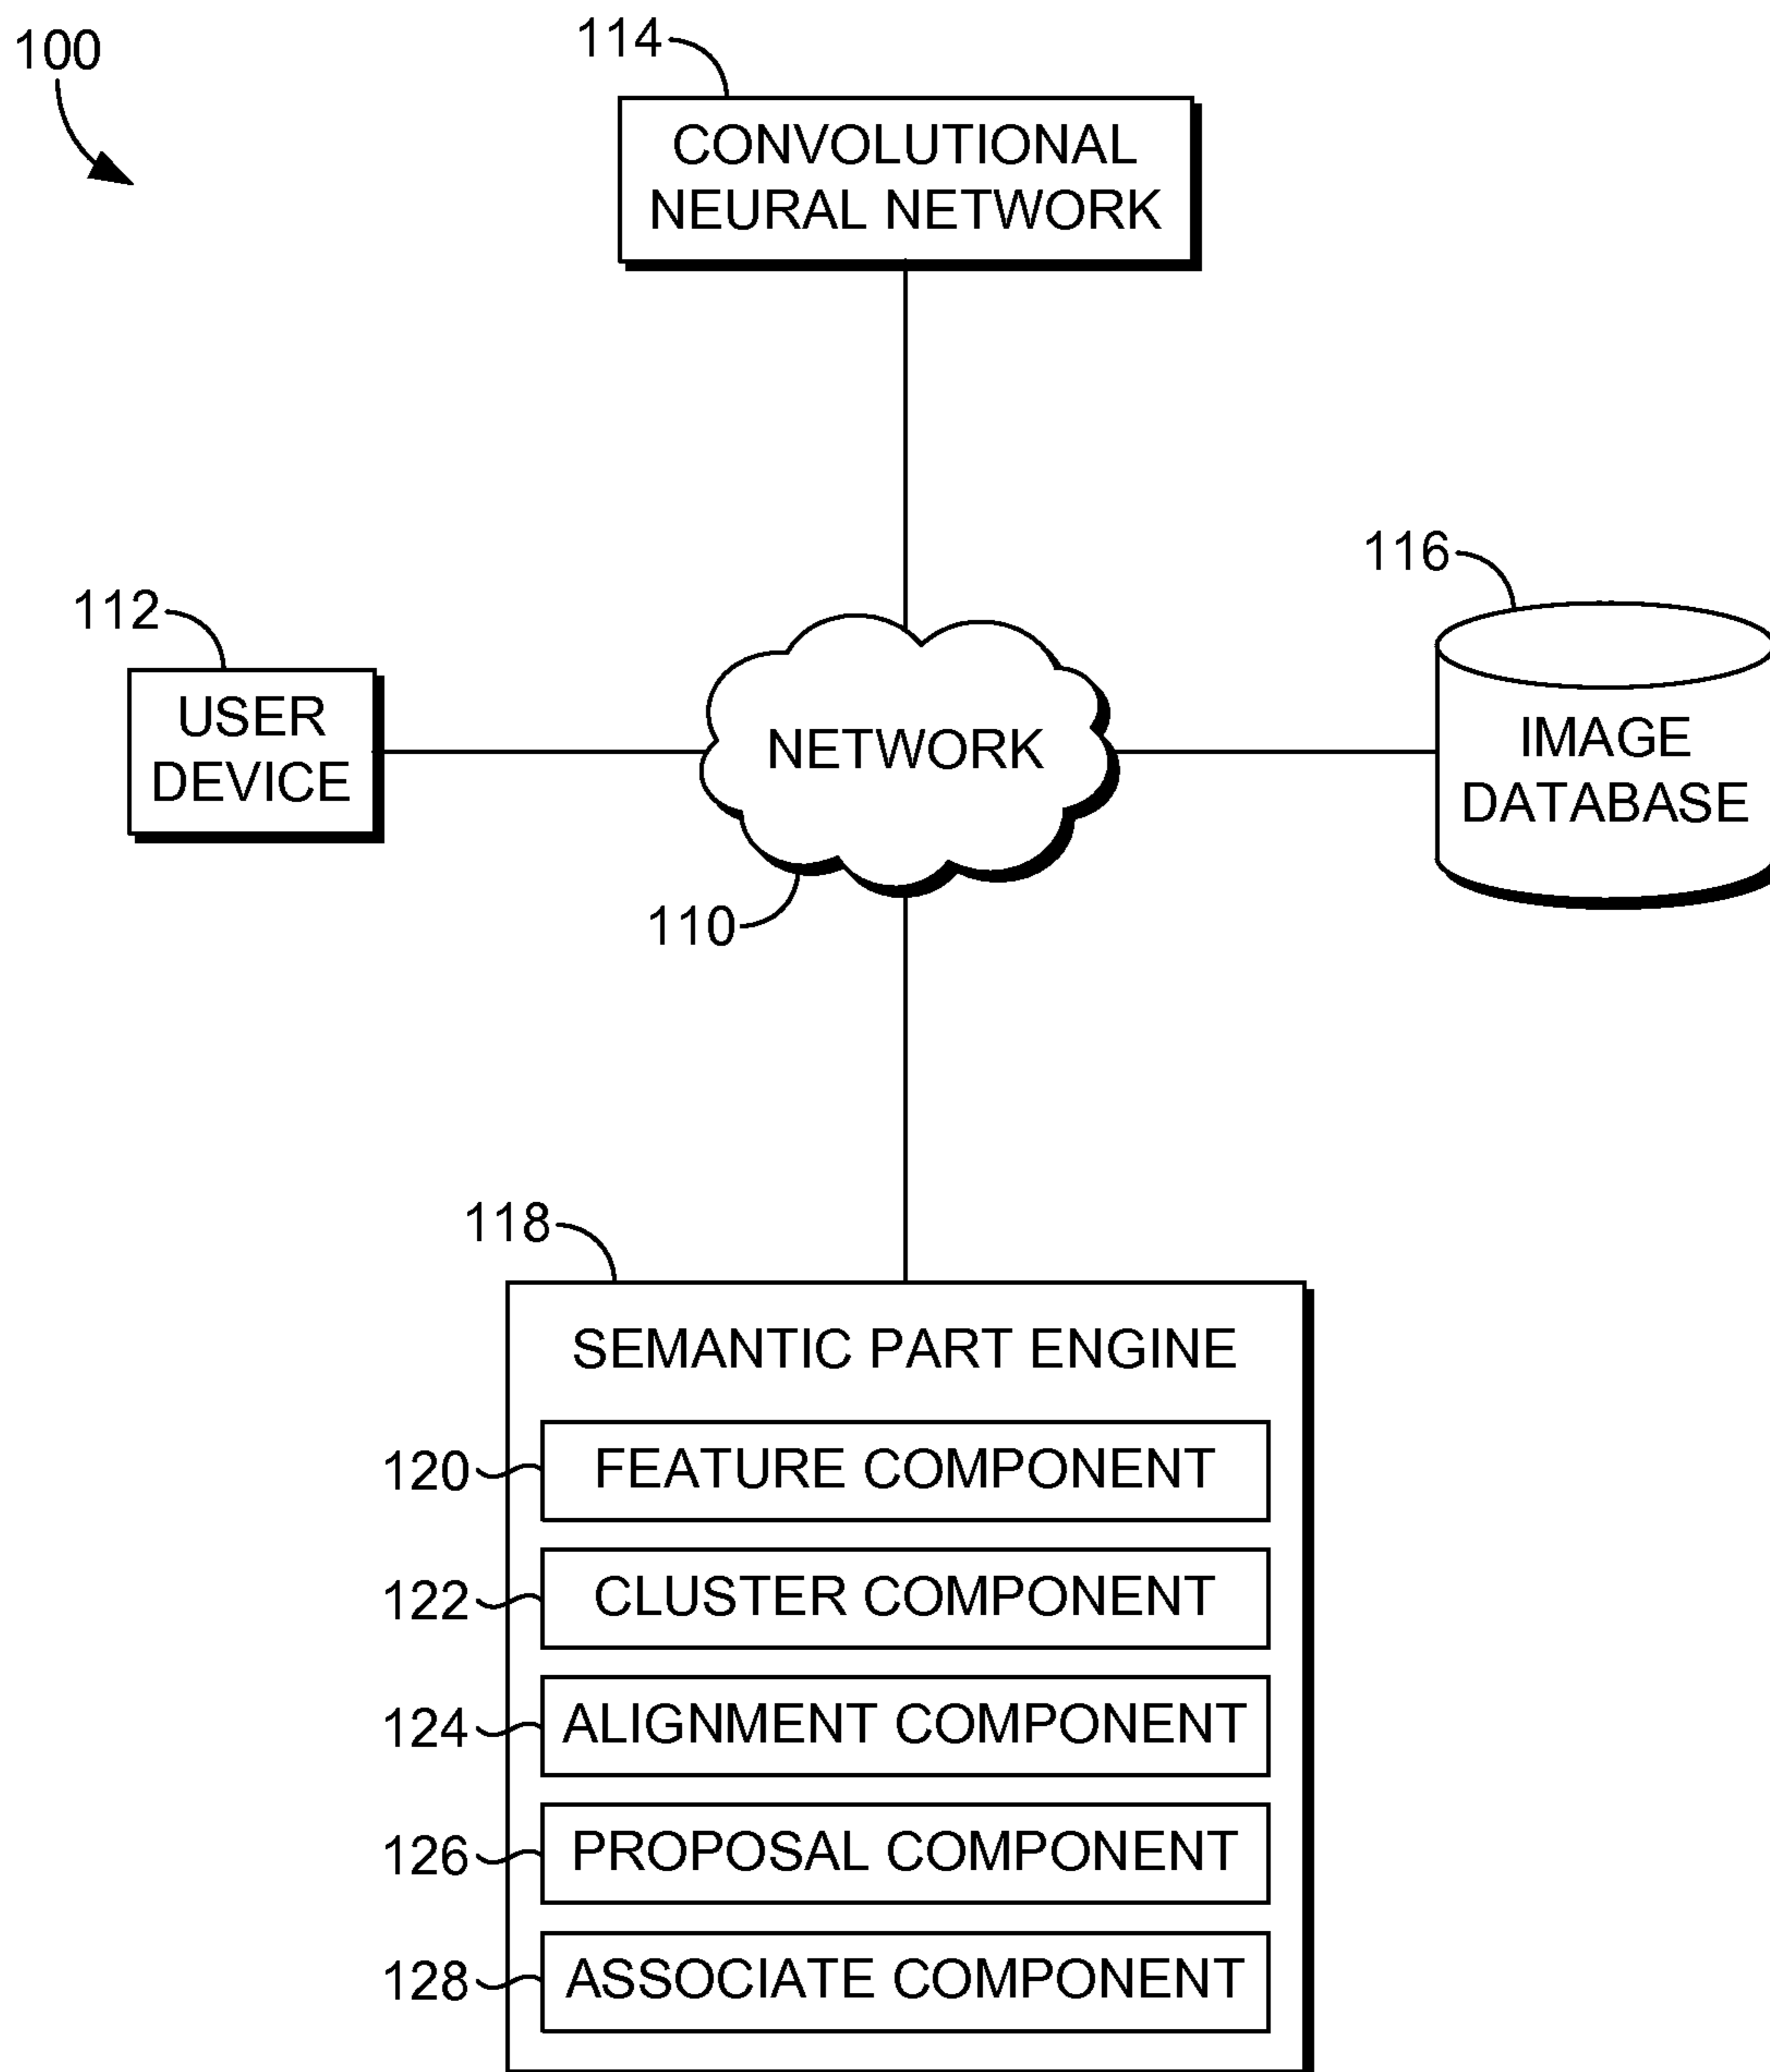 100
114
CONVOLUTIONAL
NEURAL NETWORK
116
112
USER
DEVICE
NETWORK
IMAGE
DATABASE
110
118
SEMANTIC PART ENGINE
120 FEATURE COMPONENT
122 CLUSTER COMPONENT
124 ALIGNMENT COMPONENT
126 PROPOSAL COMPONENT
128 ASSOCIATE COMPONENT